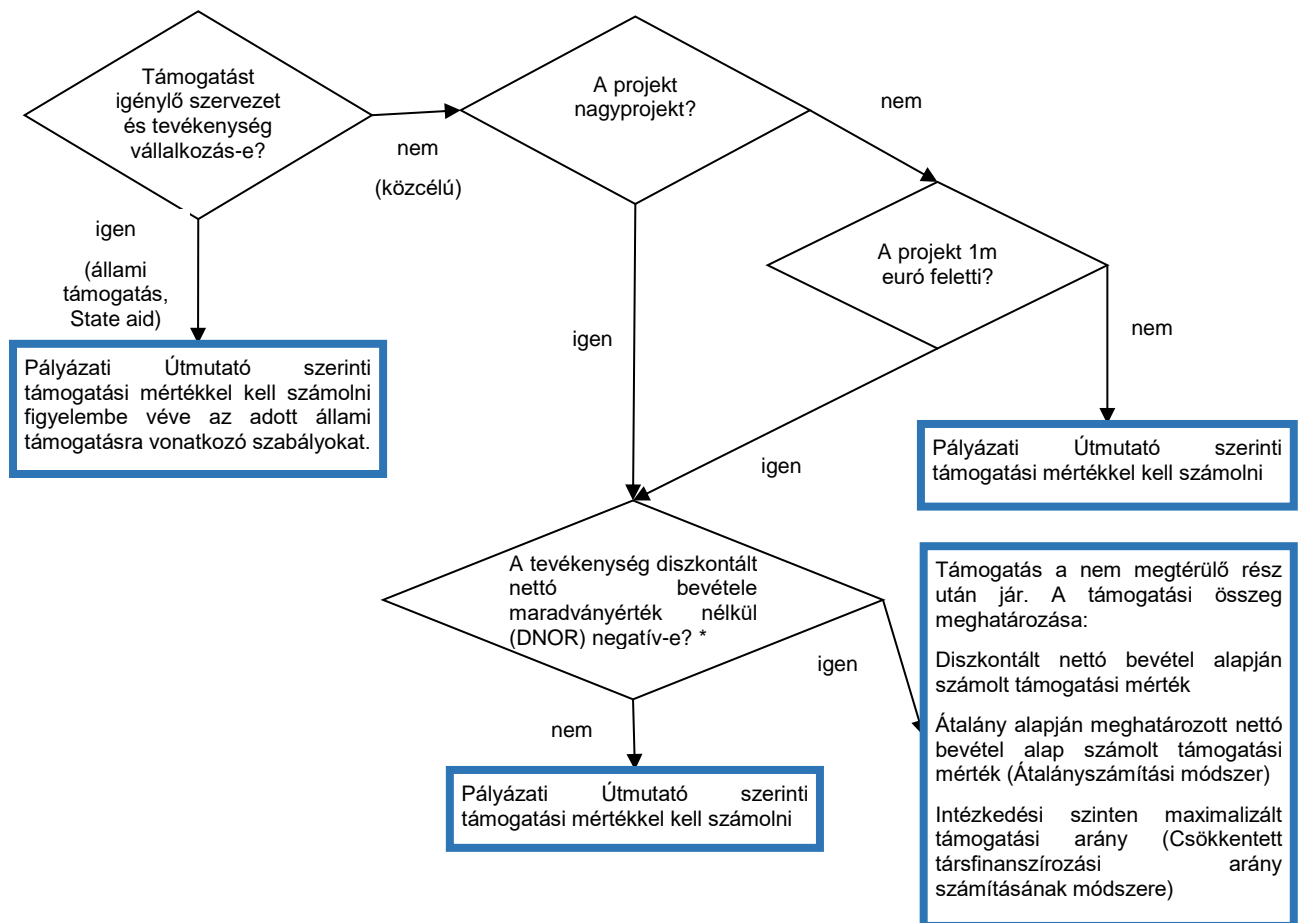 Támogatást
igénylő szervezet
és tevékenység
vállalkozás-e?
nem
(közcélú)
A projekt
nagyprojekt?
nem
igen
(állami
támogatás,
State aid)
A projekt 1m
euró feletti?
igen
nem
Pályázati Útmutató szerinti
támogatási mértékkel kell számolni
figyelembe véve az adott állami
támogatásra vonatkozó szabályokat.
Pályázati Útmutató szerinti
támogatási mértékkel kell számolni
igen
A tevékenység diszkontált
nettó bevétele
maradványérték nélkül
(DNOR) negatív-e? *
igen
nem
Pályázati Útmutató szerinti
támogatási mértékkel kell számolni
Támogatás a nem megtérülő rész
után jár. A támogatási összeg
meghatározása:
Diszkontált nettó bevétel alapján
számolt támogatási mérték
Átalány alapján meghatározott nettó
bevétel alap számolt támogatási
mérték (Átalányszámítási módszer)
Intézkedési szinten maximalizált
támogatási arány (Csökkentett
társfinanszírozási arány
számításának módszere)